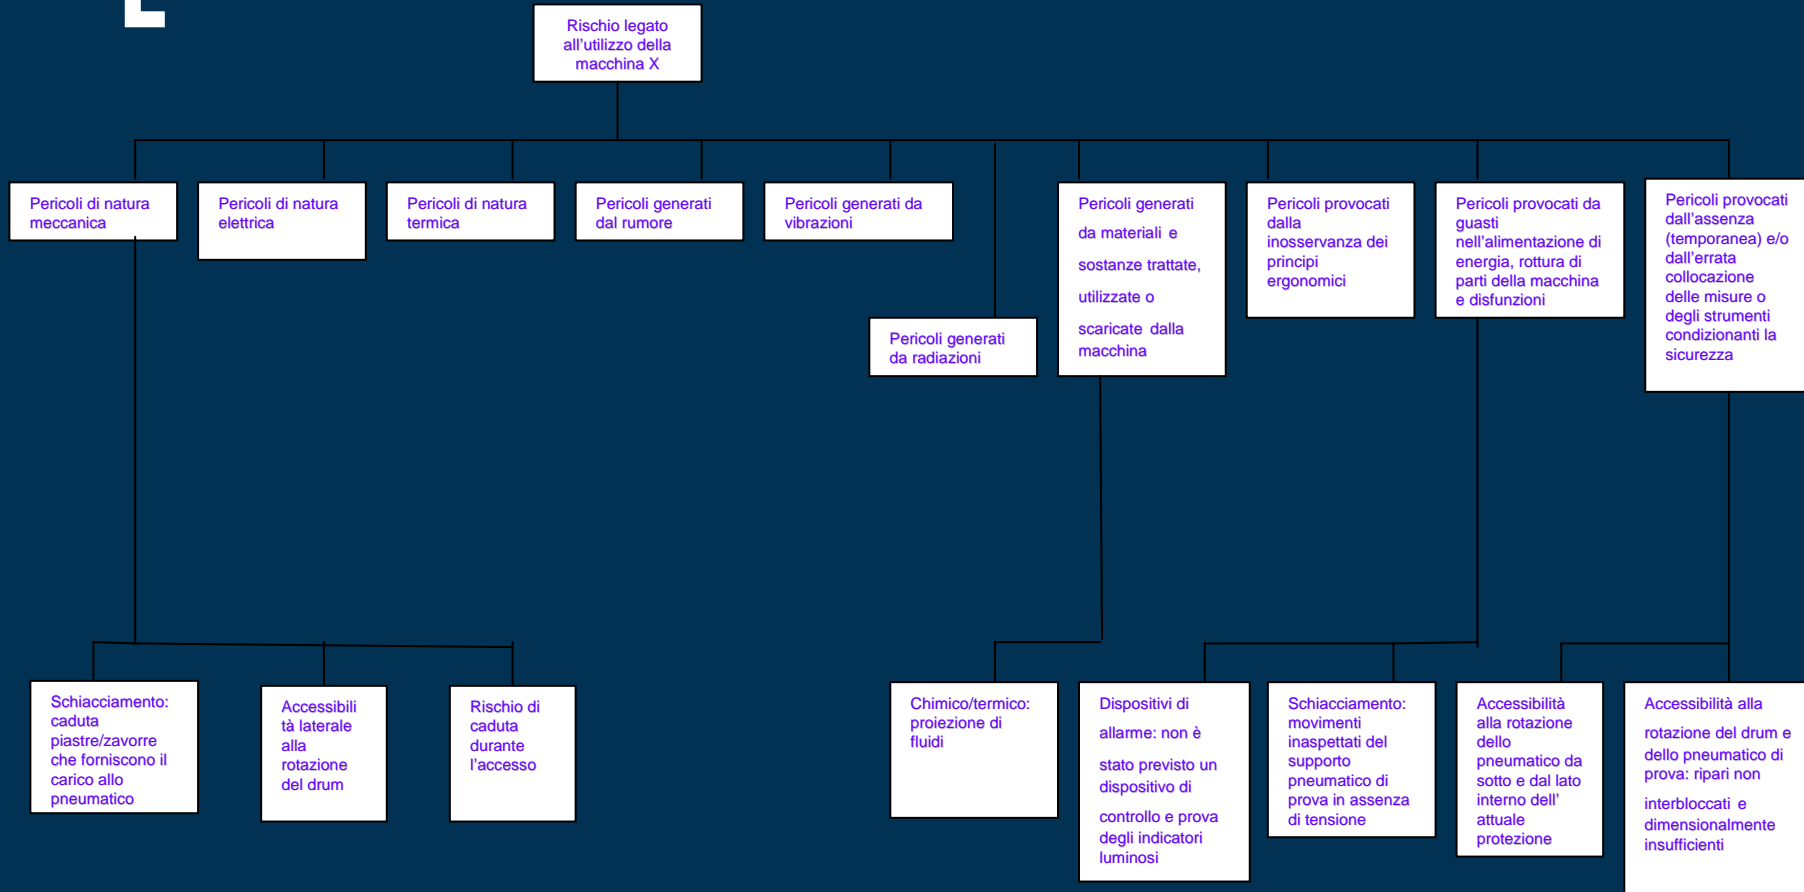 Rischio legato
all’utilizzo della
macchina X
Pericoli di natura
meccanica
Pericoli di natura
elettrica
Pericoli di natura
termica
Pericoli generati
dal rumore
Pericoli generati da
vibrazioni
Pericoli generati
da radiazioni
Pericoli generati
da materiali e
sostanze trattate,
utilizzate o
scaricate dalla
macchina
Pericoli provocati
dalla
inosservanza dei
principi
ergonomici
Pericoli provocati da
guasti
nell’alimentazione di
energia, rottura di
parti della macchina
e disfunzioni
Pericoli provocati
dall’assenza
(temporanea) e/o
dall’errata
collocazione
delle misure o
degli strumenti
condizionanti la
sicurezza
Schiacciamento:
caduta
piastre/zavorre
che forniscono il
carico allo
pneumatico
Accessibili
tà laterale
alla
rotazione
del drum
Rischio di
caduta
durante
l’accesso
Chimico/termico:
proiezione di
fluidi
Dispositivi di
allarme: non è
stato previsto un
dispositivo di
controllo e prova
degli indicatori
luminosi
Schiacciamento:
movimenti
inaspettati del
supporto
pneumatico di
prova in assenza
di tensione
Accessibilità
alla rotazione
dello
pneumatico da
sotto e dal lato
interno dell’
attuale
protezione
Accessibilità alla
rotazione del drum e
dello pneumatico di
prova: ripari non
interbloccati e
dimensionalmente
insufficienti